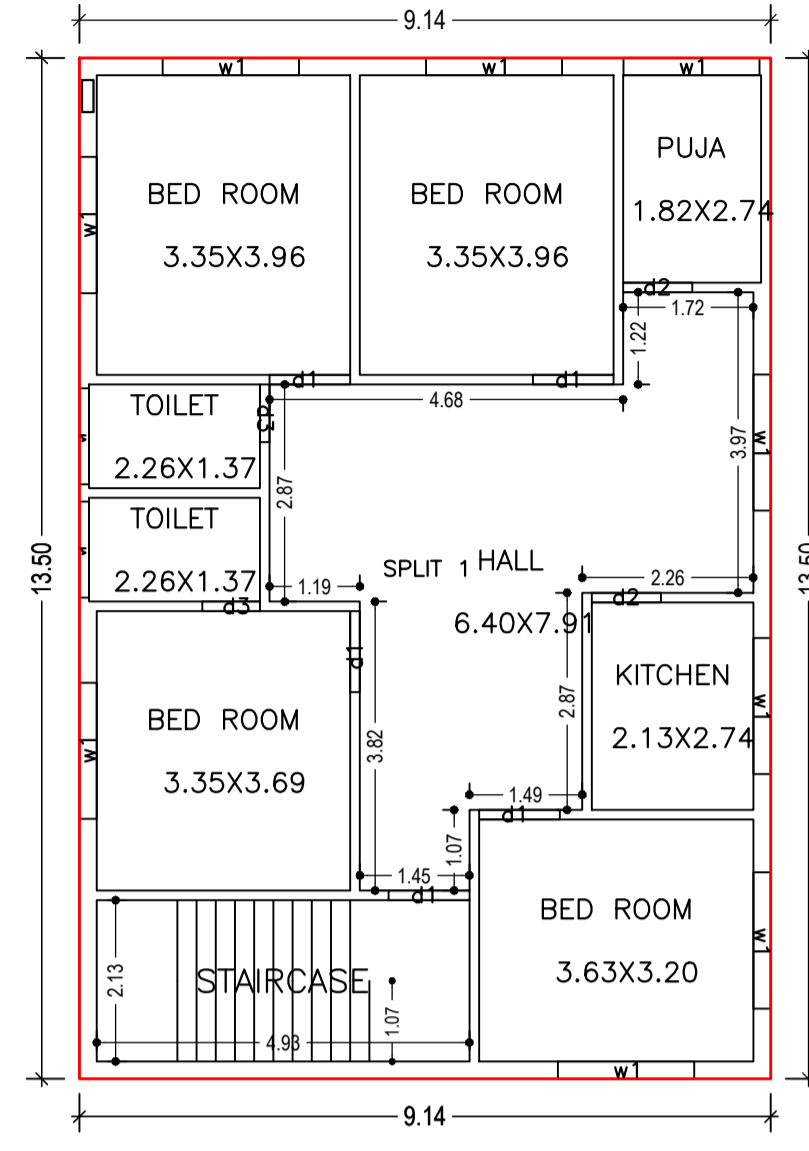 9.14
w1 w1 w1
PUJA
1.82X2.74
BED ROOM
3.35X3.96
BED ROOM
3.35X3.96
w1
d2
1.72
1.22
d1
d1
4.68
TOILET
2.26X1.37
d3
2.87
3.97
w1
TOILET
2.26X1.37
13.50
13.50
SPLIT 1 HALL
6.40X7.91
1.19
2.26
d3
d2
d1
KITCHEN
2.13X2.74
w1
BED ROOM
3.35X3.69
w1
3.82
2.87
1.49
d1
1.07
1.45
d1
BED ROOM
3.63X3.20
w1
STAIRCASE
2.13
4.93
1.07
w1
9.14